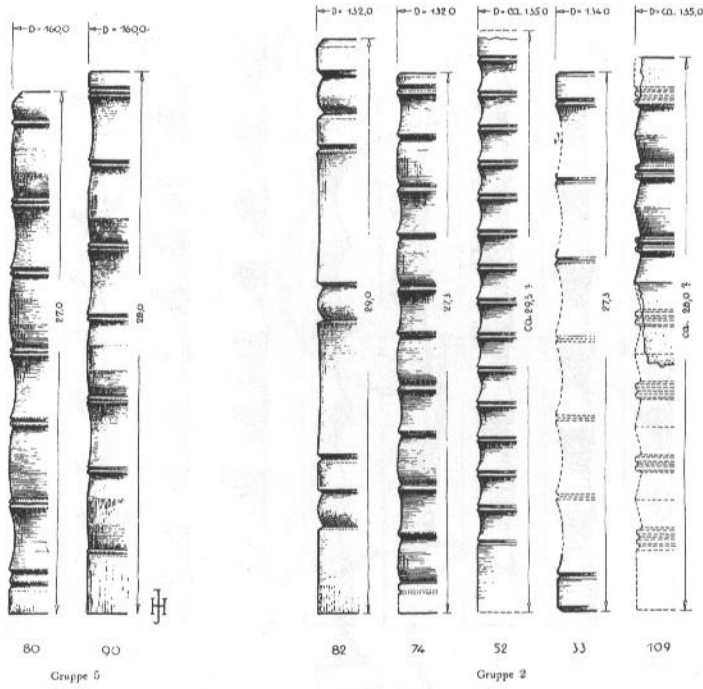 D = 160,0
D = 160,0
D = 132,0
D = 132,0
D = ca. 135,0
D = 134,0
D = ca. 135,0
27,0
28,0
29,0
27,3
ca. 29,5 ?
27,3
ca. 28,0 ?
80
90
82
74
52
33
109
Gruppe 5
Gruppe 2